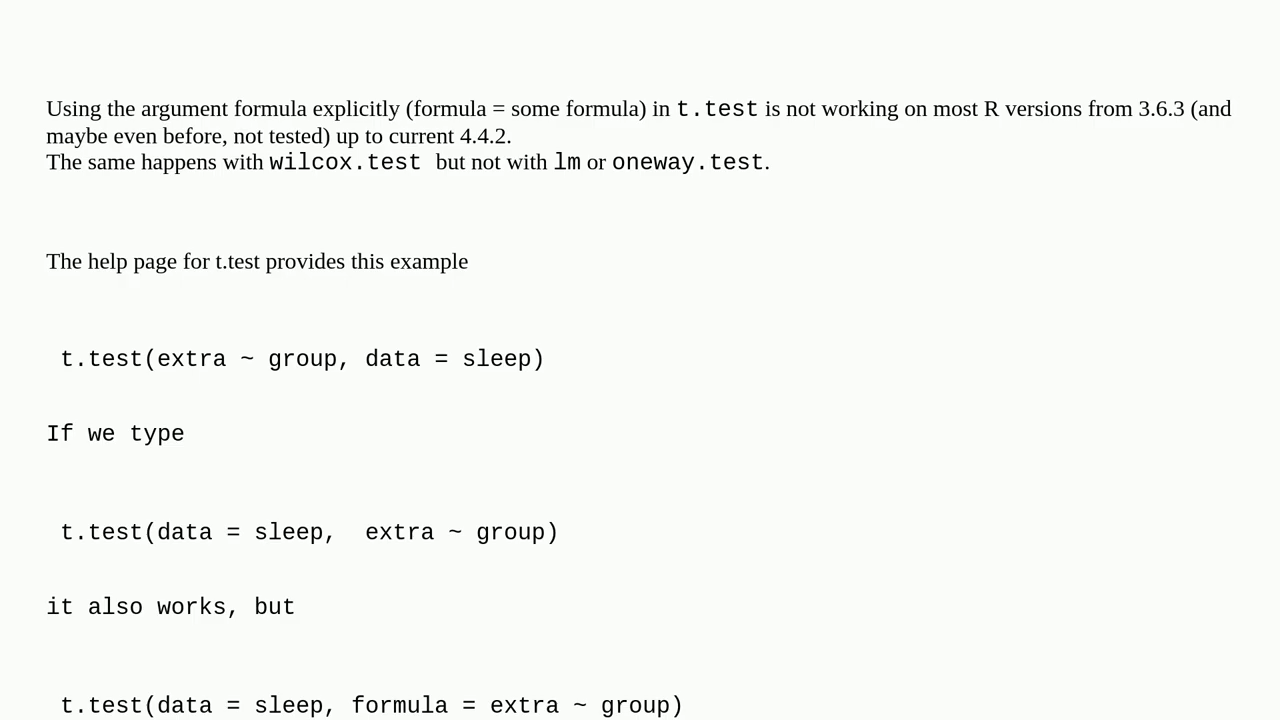 Using the argument formula explicitly (formula = some formula) in t.test is not working on most R versions from 3.6.3 (and
maybe even before, not tested) up to current 4.4.2.
The same happens with wilcox.test but not with lm or oneway.test.
The help page for t.test provides this example
t.test(extra ~ group, data = sleep)
If we type
t.test(data = sleep,  extra ~ group)
it also works, but
t.test(data = sleep, formula = extra ~ group)